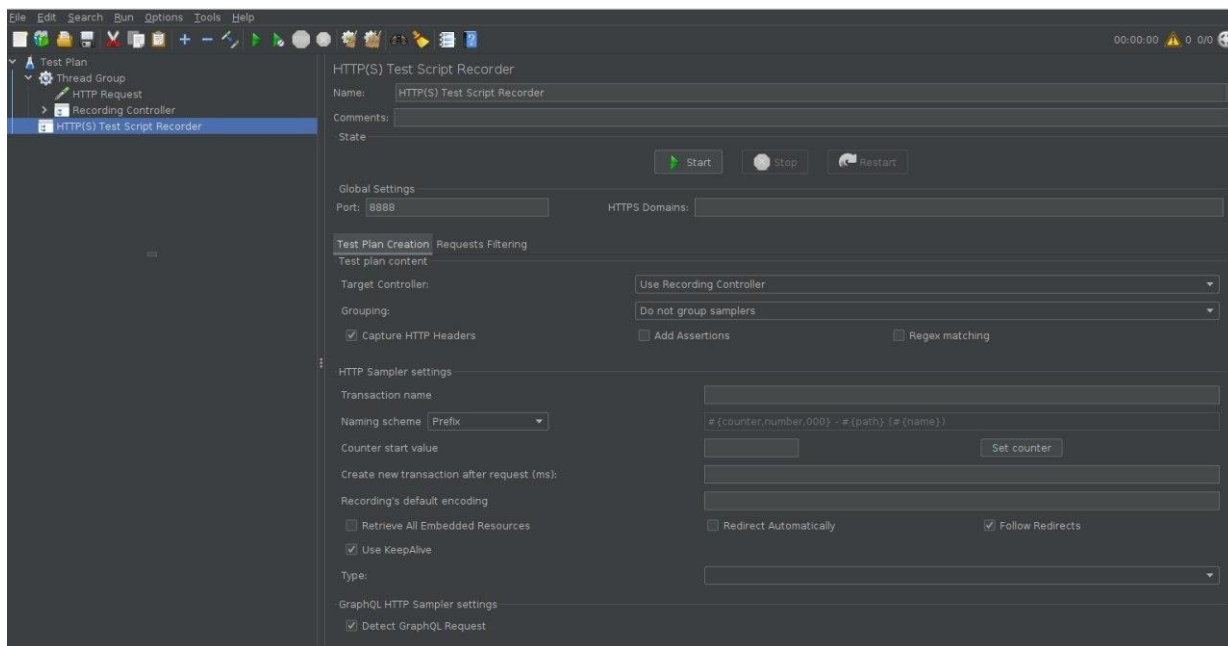 File Edit Search Run Options Tools Help
00:00:00 0 0/0
Test Plan
Thread Group
HTTP Request
Recording Controller
HTTP(S) Test Script Recorder
HTTP(S) Test Script Recorder
Name: HTTP(S) Test Script Recorder
Comments:
State
Start Stop Restart
Global Settings
Port: 8888 HTTPS Domains:
Test Plan Creation Requests Filtering
Test plan content
Target Controller: Use Recording Controller
Grouping: Do not group samplers
Capture HTTP Headers Add Assertions Regex matching
HTTP Sampler settings
Transaction name
Naming scheme Prefix #{counter,number,000} - #{path} (#{name})
Counter start value Set counter
Create new transaction after request (ms):
Recording's default encoding
Retrieve All Embedded Resources Redirect Automatically Follow Redirects
Use KeepAlive
Type:
GraphQL HTTP Sampler settings
Detect GraphQL Request